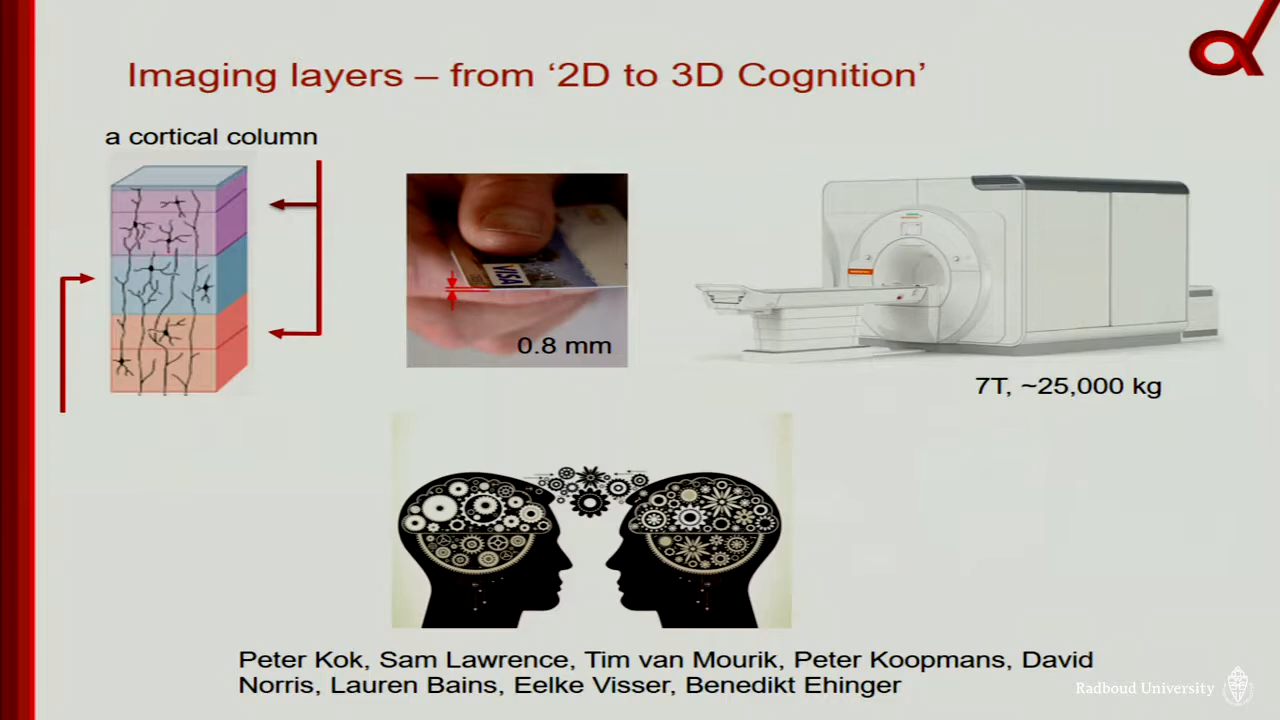 Imaging layers – from ‘2D to 3D Cognition’
a cortical column
VISA
0.8 mm
7T, ~25,000 kg
Peter Kok, Sam Lawrence, Tim van Mourik, Peter Koopmans, David
Norris, Lauren Bains, Eelke Visser, Benedikt Ehinger
Radboud University